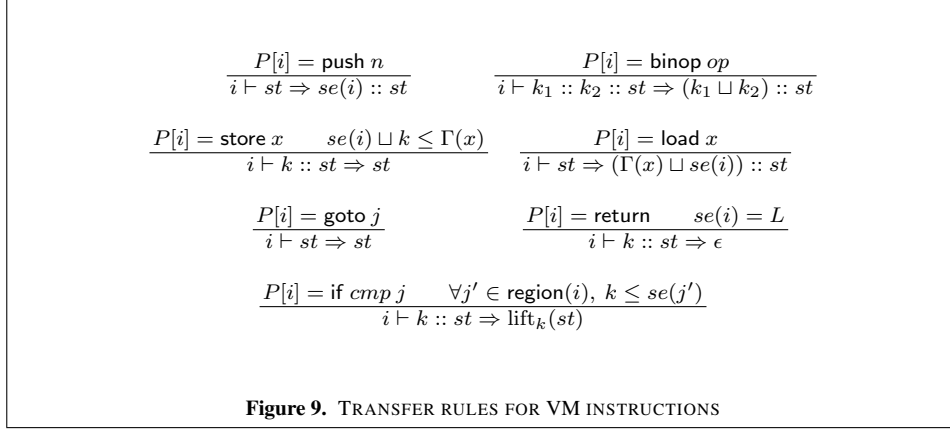 P[i] = push n P[i] = binop op
i ⊢ st ⇒ se(i) :: st i ⊢ k₁ :: k₂ :: st ⇒ (k₁ ⊔ k₂) :: st
P[i] = store x se(i) ⊔ k ≤ Γ(x) P[i] = load x
i ⊢ k :: st ⇒ st i ⊢ st ⇒ (Γ(x) ⊔ se(i)) :: st
P[i] = goto j P[i] = return se(i) = L
i ⊢ st ⇒ st i ⊢ k :: st ⇒ ϵ
P[i] = if cmp j ∀j′ ∈ region(i), k ≤ se(j′)
i ⊢ k :: st ⇒ liftₖ(st)
Figure 9. TRANSFER RULES FOR VM INSTRUCTIONS